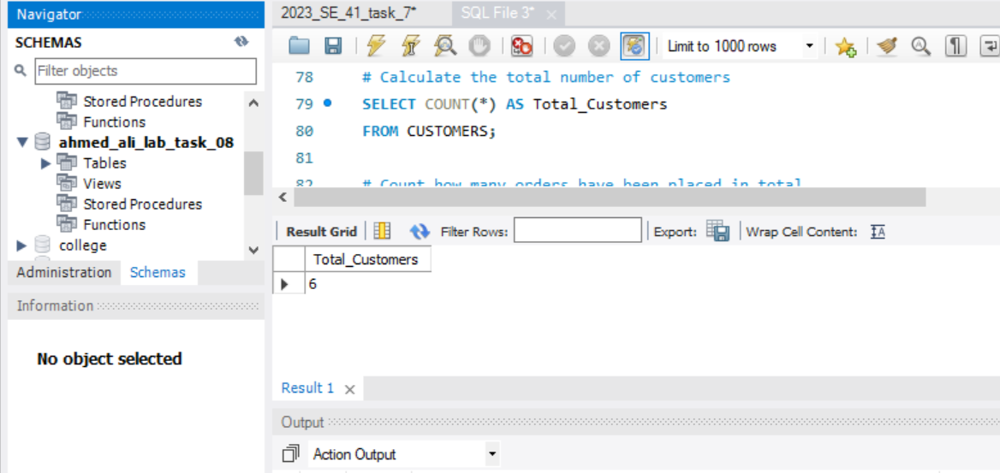 Navigator
SCHEMAS
Filter objects
Stored Procedures
Functions
ahmed_ali_lab_task_08
Tables
Views
Stored Procedures
Functions
college
Administration Schemas
Information
No object selected
2023_SE_41_task_7* SQL File 3*
Limit to 1000 rows
78 # Calculate the total number of customers
79 SELECT COUNT(*) AS Total_Customers
80 FROM CUSTOMERS;
81
82 # Count how many orders have been placed in total
Result Grid Filter Rows: Export: Wrap Cell Content:
Total_Customers
6
Result 1
Output
Action Output